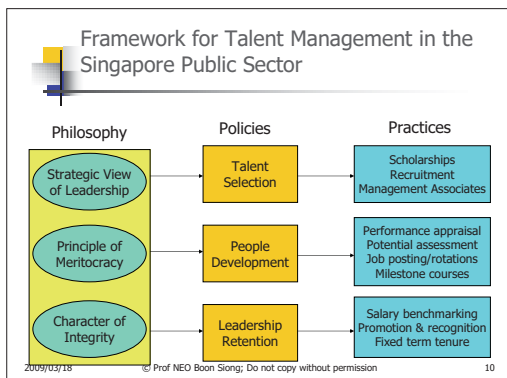 Framework for Talent Management in the
Singapore Public Sector
Philosophy
Policies
Practices
Strategic View
of Leadership
Talent
Selection
Scholarships
Recruitment
Management Associates
Principle of
Meritocracy
People
Development
Performance appraisal
Potential assessment
Job posting/rotations
Milestone courses
Character of
Integrity
Leadership
Retention
Salary benchmarking
Promotion & recognition
Fixed term tenure
2009/03/18
© Prof NEO Boon Siong; Do not copy without permission
10